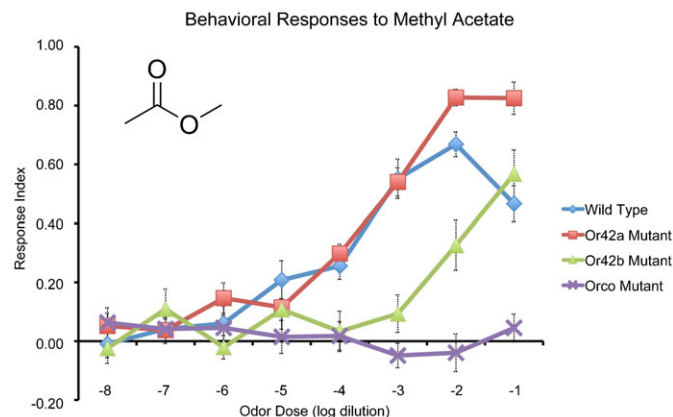 Behavioral Responses to Methyl Acetate
1.00
0.80
0.60
0.40
0.20
0.00
-0.20
Response Index
O
O
-8 -7 -6 -5 -4 -3 -2 -1
Odor Dose (log dilution)
Wild Type
Or42a Mutant
Or42b Mutant
Orco Mutant